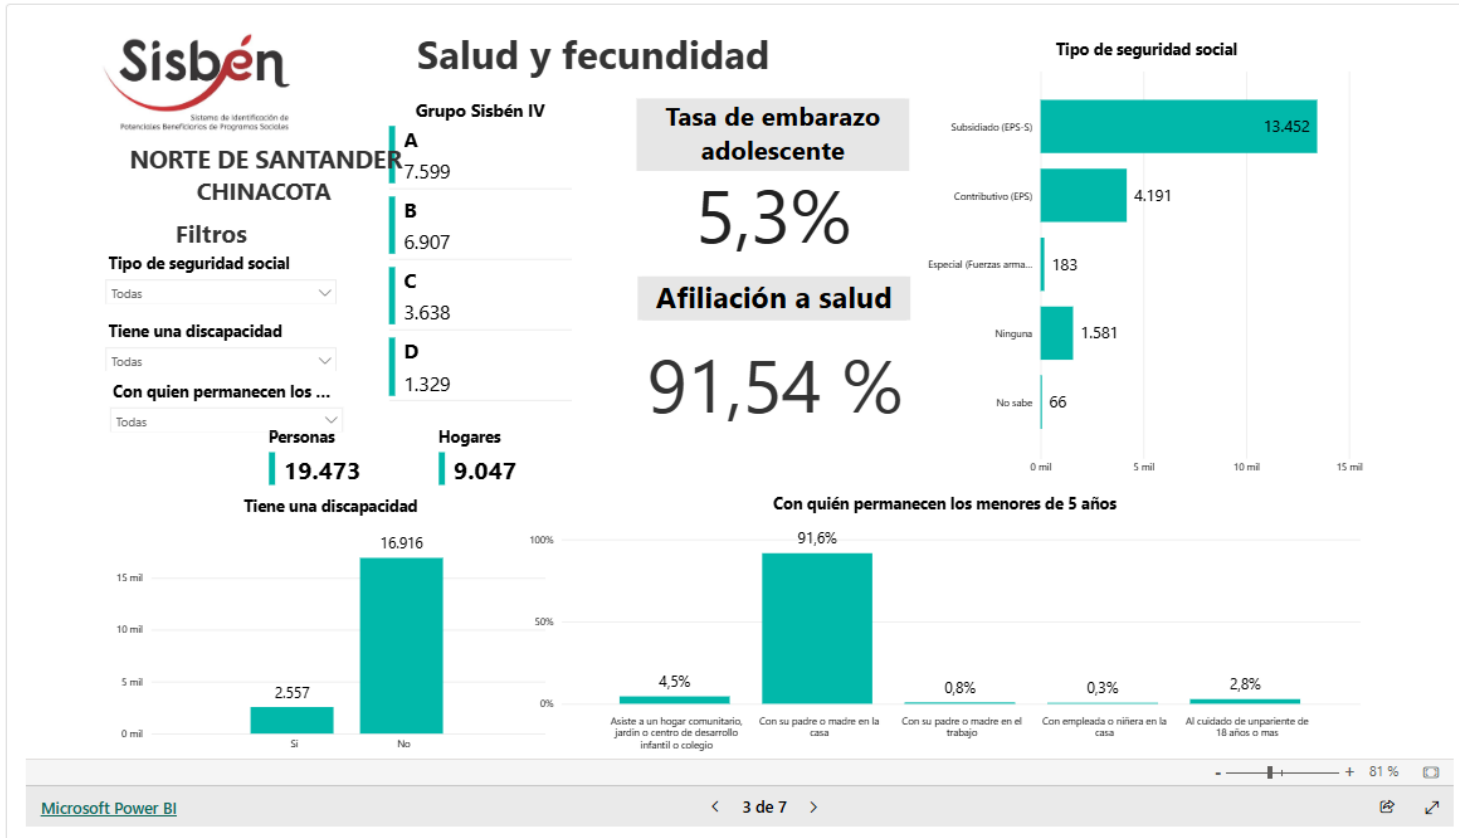 Sisbén
Sistema de Identificación de
Potenciales Beneficiarios de Programas Sociales
NORTE DE SANTANDER
CHINACOTA
Filtros
Tipo de seguridad social
Todas
Tiene una discapacidad
Todas
Con quien permanecen los ...
Todas
Salud y fecundidad
Grupo Sisbén IV
A
7.599
B
6.907
C
3.638
D
1.329
Personas
19.473
Hogares
9.047
Tasa de embarazo
adolescente
5,3%
Afiliación a salud
91,54 %
Tipo de seguridad social
Subsidiado (EPS-S)
13.452
Contributivo (EPS)
4.191
Especial (Fuerzas arma...
183
Ninguna
1.581
No sabe
66
0 mil
5 mil
10 mil
15 mil
Tiene una discapacidad
15 mil
10 mil
5 mil
0 mil
2.557
16.916
Si
No
Con quién permanecen los menores de 5 años
100%
50%
0%
4,5%
91,6%
0,8%
0,3%
2,8%
Asiste a un hogar comunitario,
jardin o centro de desarrollo
infantil o colegio
Con su padre o madre en la
casa
Con su padre o madre en el
trabajo
Con empleada o niñera en la
casa
Al cuidado de unpariente de
18 años o mas
- + 81 %
Microsoft Power BI
< 3 de 7 >